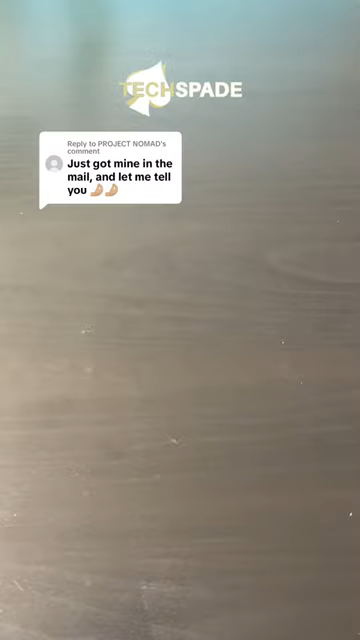 TECHSPADE
Reply to PROJECT NOMAD's
comment
Just got mine in the
mail, and let me tell
you 🤌🏼🤌🏼